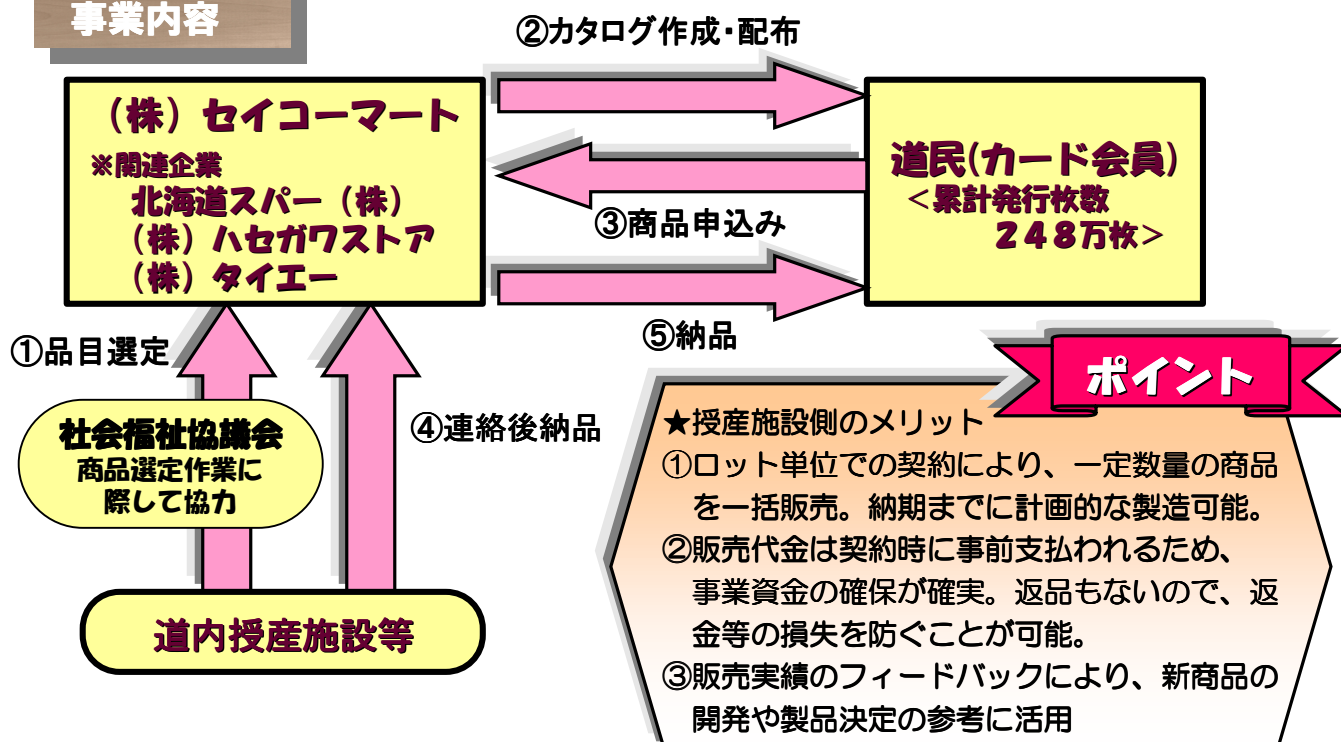 事業内容
②カタログ作成・配布
(株)セイコーマート
※関連企業
北海道スパー(株)
(株)ハセガワストア
(株)タイエー
道民(カード会員)
<累計発行枚数
248万枚>
③商品申込み
⑤納品
①品目選定
社会福祉協議会
商品選定作業に
際して協力
④連絡後納品
道内授産施設等
ポイント
★授産施設側のメリット
①ロット単位での契約により、一定数量の商品
を一括販売。納期までに計画的な製造可能。
②販売代金は契約時に事前支払われるため、
事業資金の確保が確実。返品もないので、返
金等の損失を防ぐことが可能。
③販売実績のフィードバックにより、新商品の
開発や製品決定の参考に活用